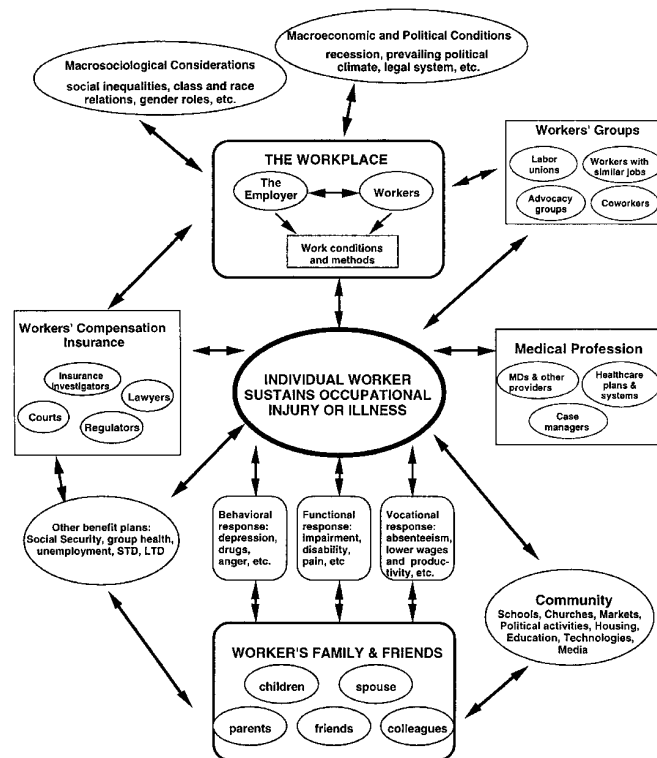 Macroeconomic and Political Conditions
recession, prevailing political
climate, legal system, etc.
Macrosociological Considerations
social inequalities, class and race
relations, gender roles, etc.
THE WORKPLACE
The
Employer
Workers
Work conditions
and methods
Workers' Groups
Labor
unions
Workers with
similar jobs
Advocacy
groups
Coworkers
Workers' Compensation
Insurance
Insurance
investigators
Lawyers
Courts
Regulators
INDIVIDUAL WORKER
SUSTAINS OCCUPATIONAL
INJURY OR ILLNESS
Medical Profession
MDs & other
providers
Healthcare
plans &
systems
Case
managers
Other benefit plans:
Social Security, group health,
unemployment, STD, LTD
Behavioral
response:
depression,
drugs,
anger, etc.
Functional
response:
impairment,
disability,
pain, etc
Vocational
response:
absenteeism,
lower wages
and produc-
tivity, etc.
Community
Schools, Churches, Markets,
Political activities, Housing,
Education, Technologies,
Media
WORKER'S FAMILY & FRIENDS
children
spouse
parents
friends
colleagues